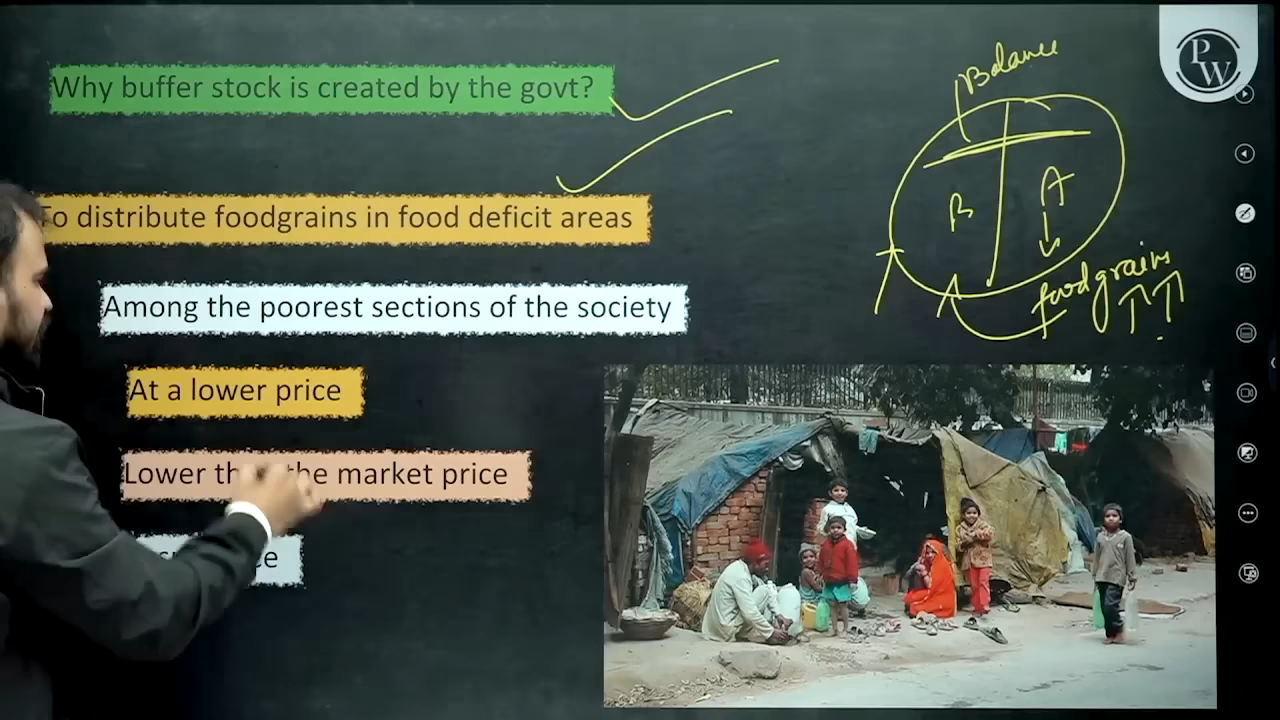 Why buffer stock is created by the govt?
To distribute foodgrains in food deficit areas
Among the poorest sections of the society
At a lower price
Lower the market price
Balance
B
A
foodgrains
PW